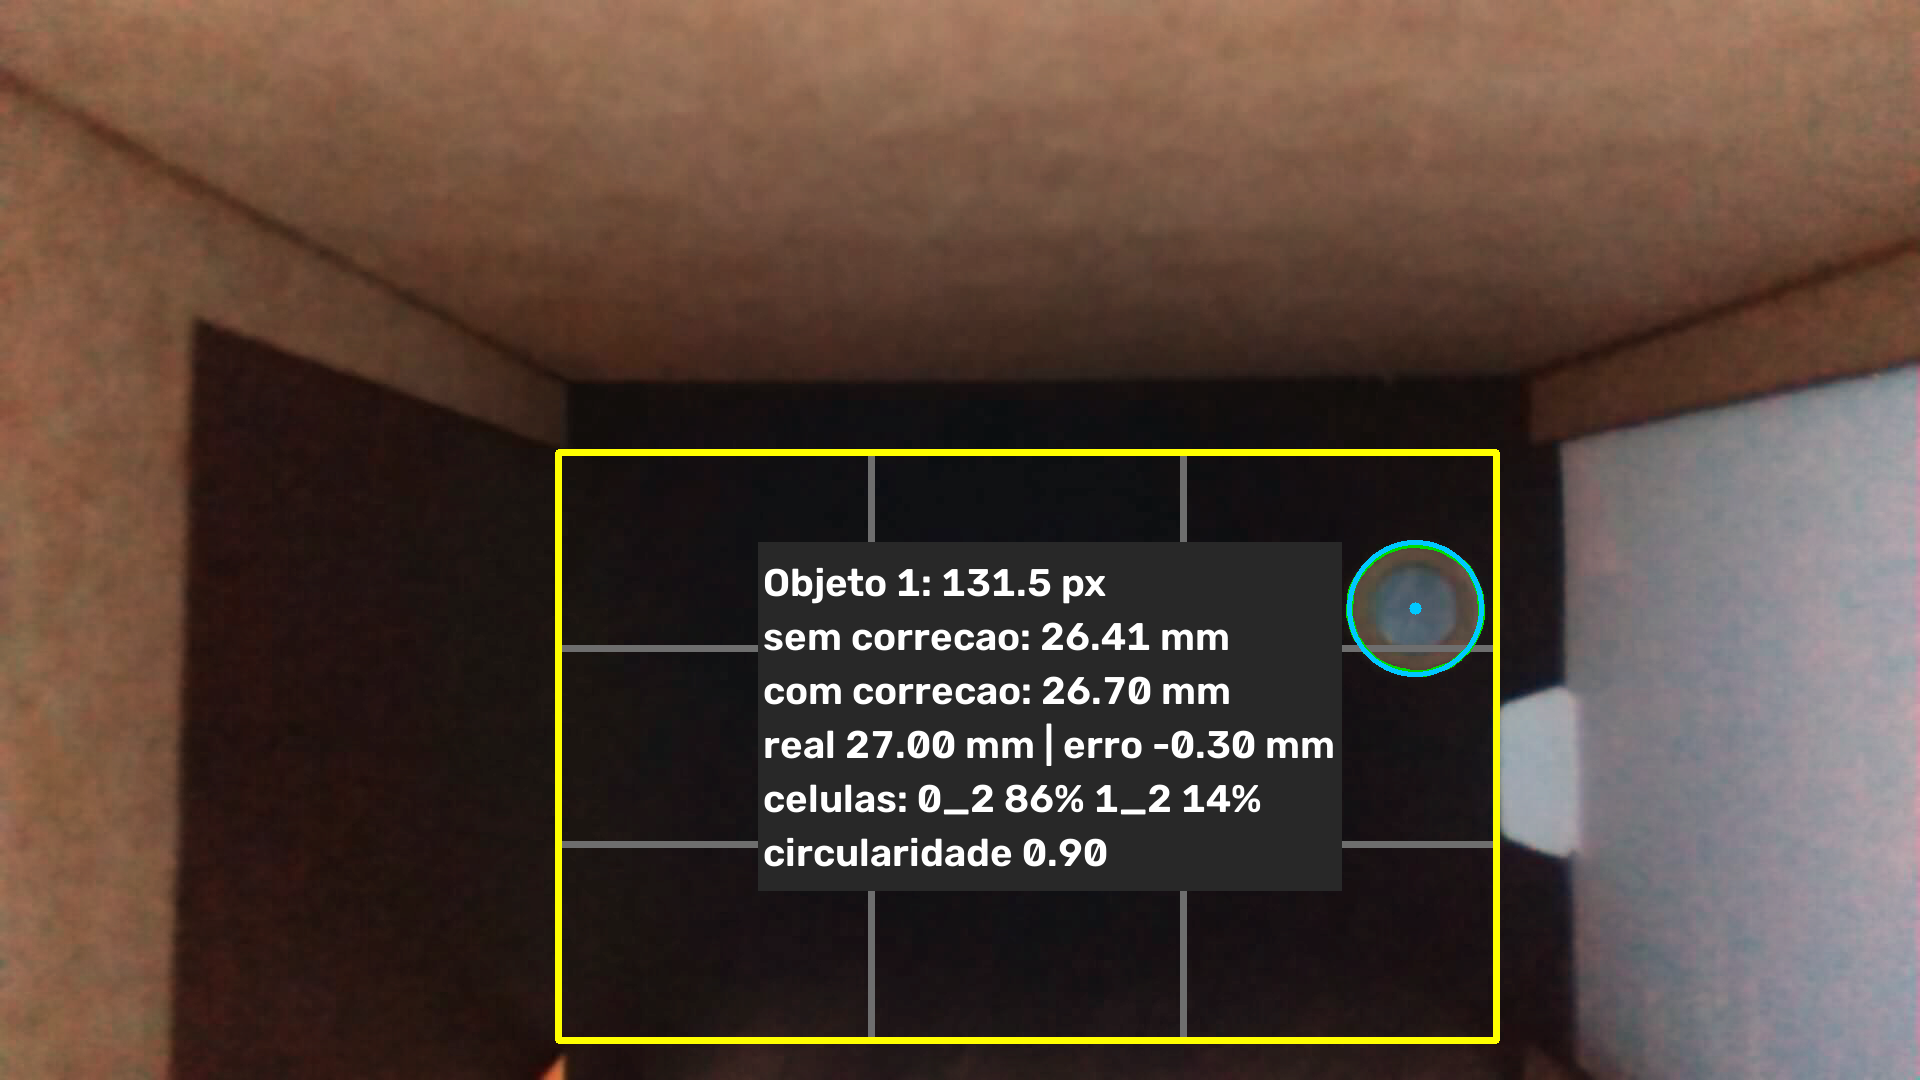 Objeto 1: 131.5 px
sem correcao: 26.41 mm
com correcao: 26.70 mm
real 27.00 mm | erro -0.30 mm
celulas: 0_2 86% 1_2 14%
circularidade 0.90